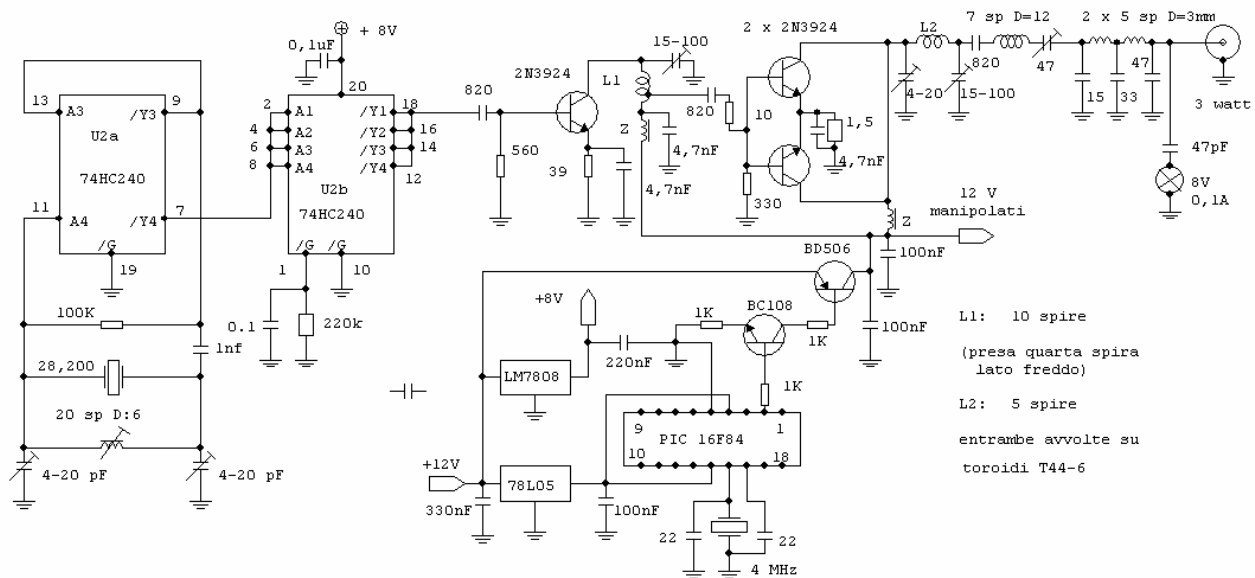 + 8V
0,1uF
20
13
A3
/Y3
9
U2a
74HC240
11
A4
/Y4
7
/G
19
100K
1nf
28,200
20 sp D:6
4-20 pF
4-20 pF
2
A1
/Y1
18
4
A2
/Y2
16
6
A3
/Y3
14
8
A4
/Y4
12
U2b
74HC240
/G
/G
1
10
0.1
220k
820
560
2N3924
39
4,7nF
15-100
L1
Z
4,7nF
820
10
330
2 x 2N3924
1,5
4,7nF
L2
4-20
15-100
7 sp D=12
820
47
2 x 5 sp D=3mm
15
33
47
3 watt
47pF
8V
0,1A
12 V
manipolati
Z
100nF
BD506
100nF
BC108
1K
1K
1K
+8V
220nF
LM7808
+12V
330nF
78L05
100nF
9
1
PIC 16F84
10
18
22
22
4 MHz
L1: 10 spire
(presa quarta spira
lato freddo)
L2: 5 spire
entrambe avvolte su
toroidi T44-6